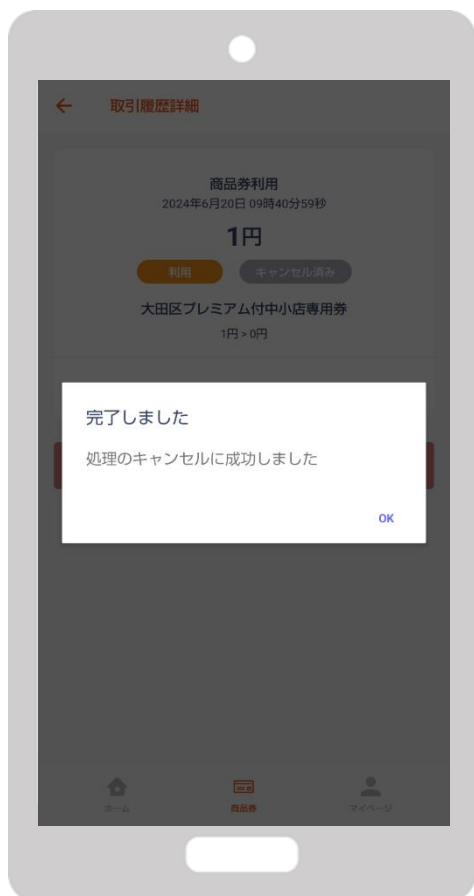 取引履歴詳細
商品券利用
2024年6月20日 09時40分59秒
1円
利用 キャンセル済み
大田区プレミアム付中小店専用券
1円 > 0円
完了しました
処理のキャンセルに成功しました
OK
ホーム 商品券 マイページ